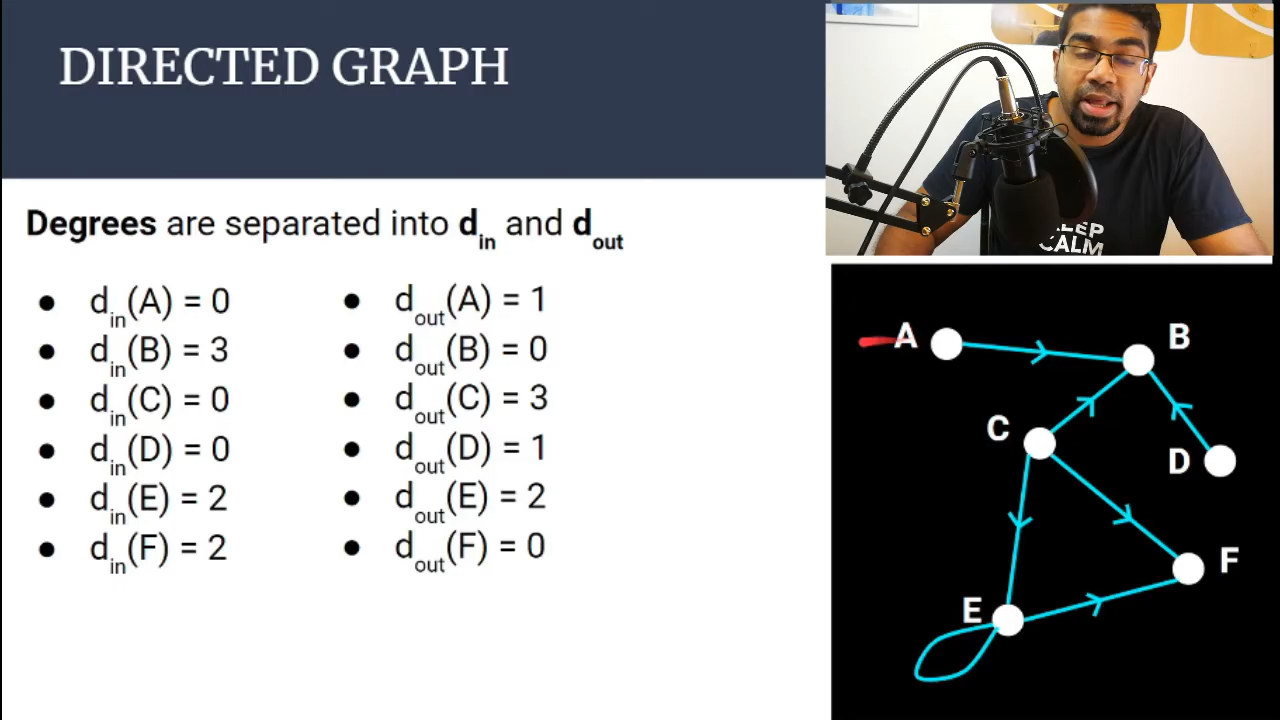 DIRECTED GRAPH
Degrees are separated into d_in and d_out
● d_in(A) = 0
● d_in(B) = 3
● d_in(C) = 0
● d_in(D) = 0
● d_in(E) = 2
● d_in(F) = 2
● d_out(A) = 1
● d_out(B) = 0
● d_out(C) = 3
● d_out(D) = 1
● d_out(E) = 2
● d_out(F) = 0
CALM
A
B
C
D
F
E